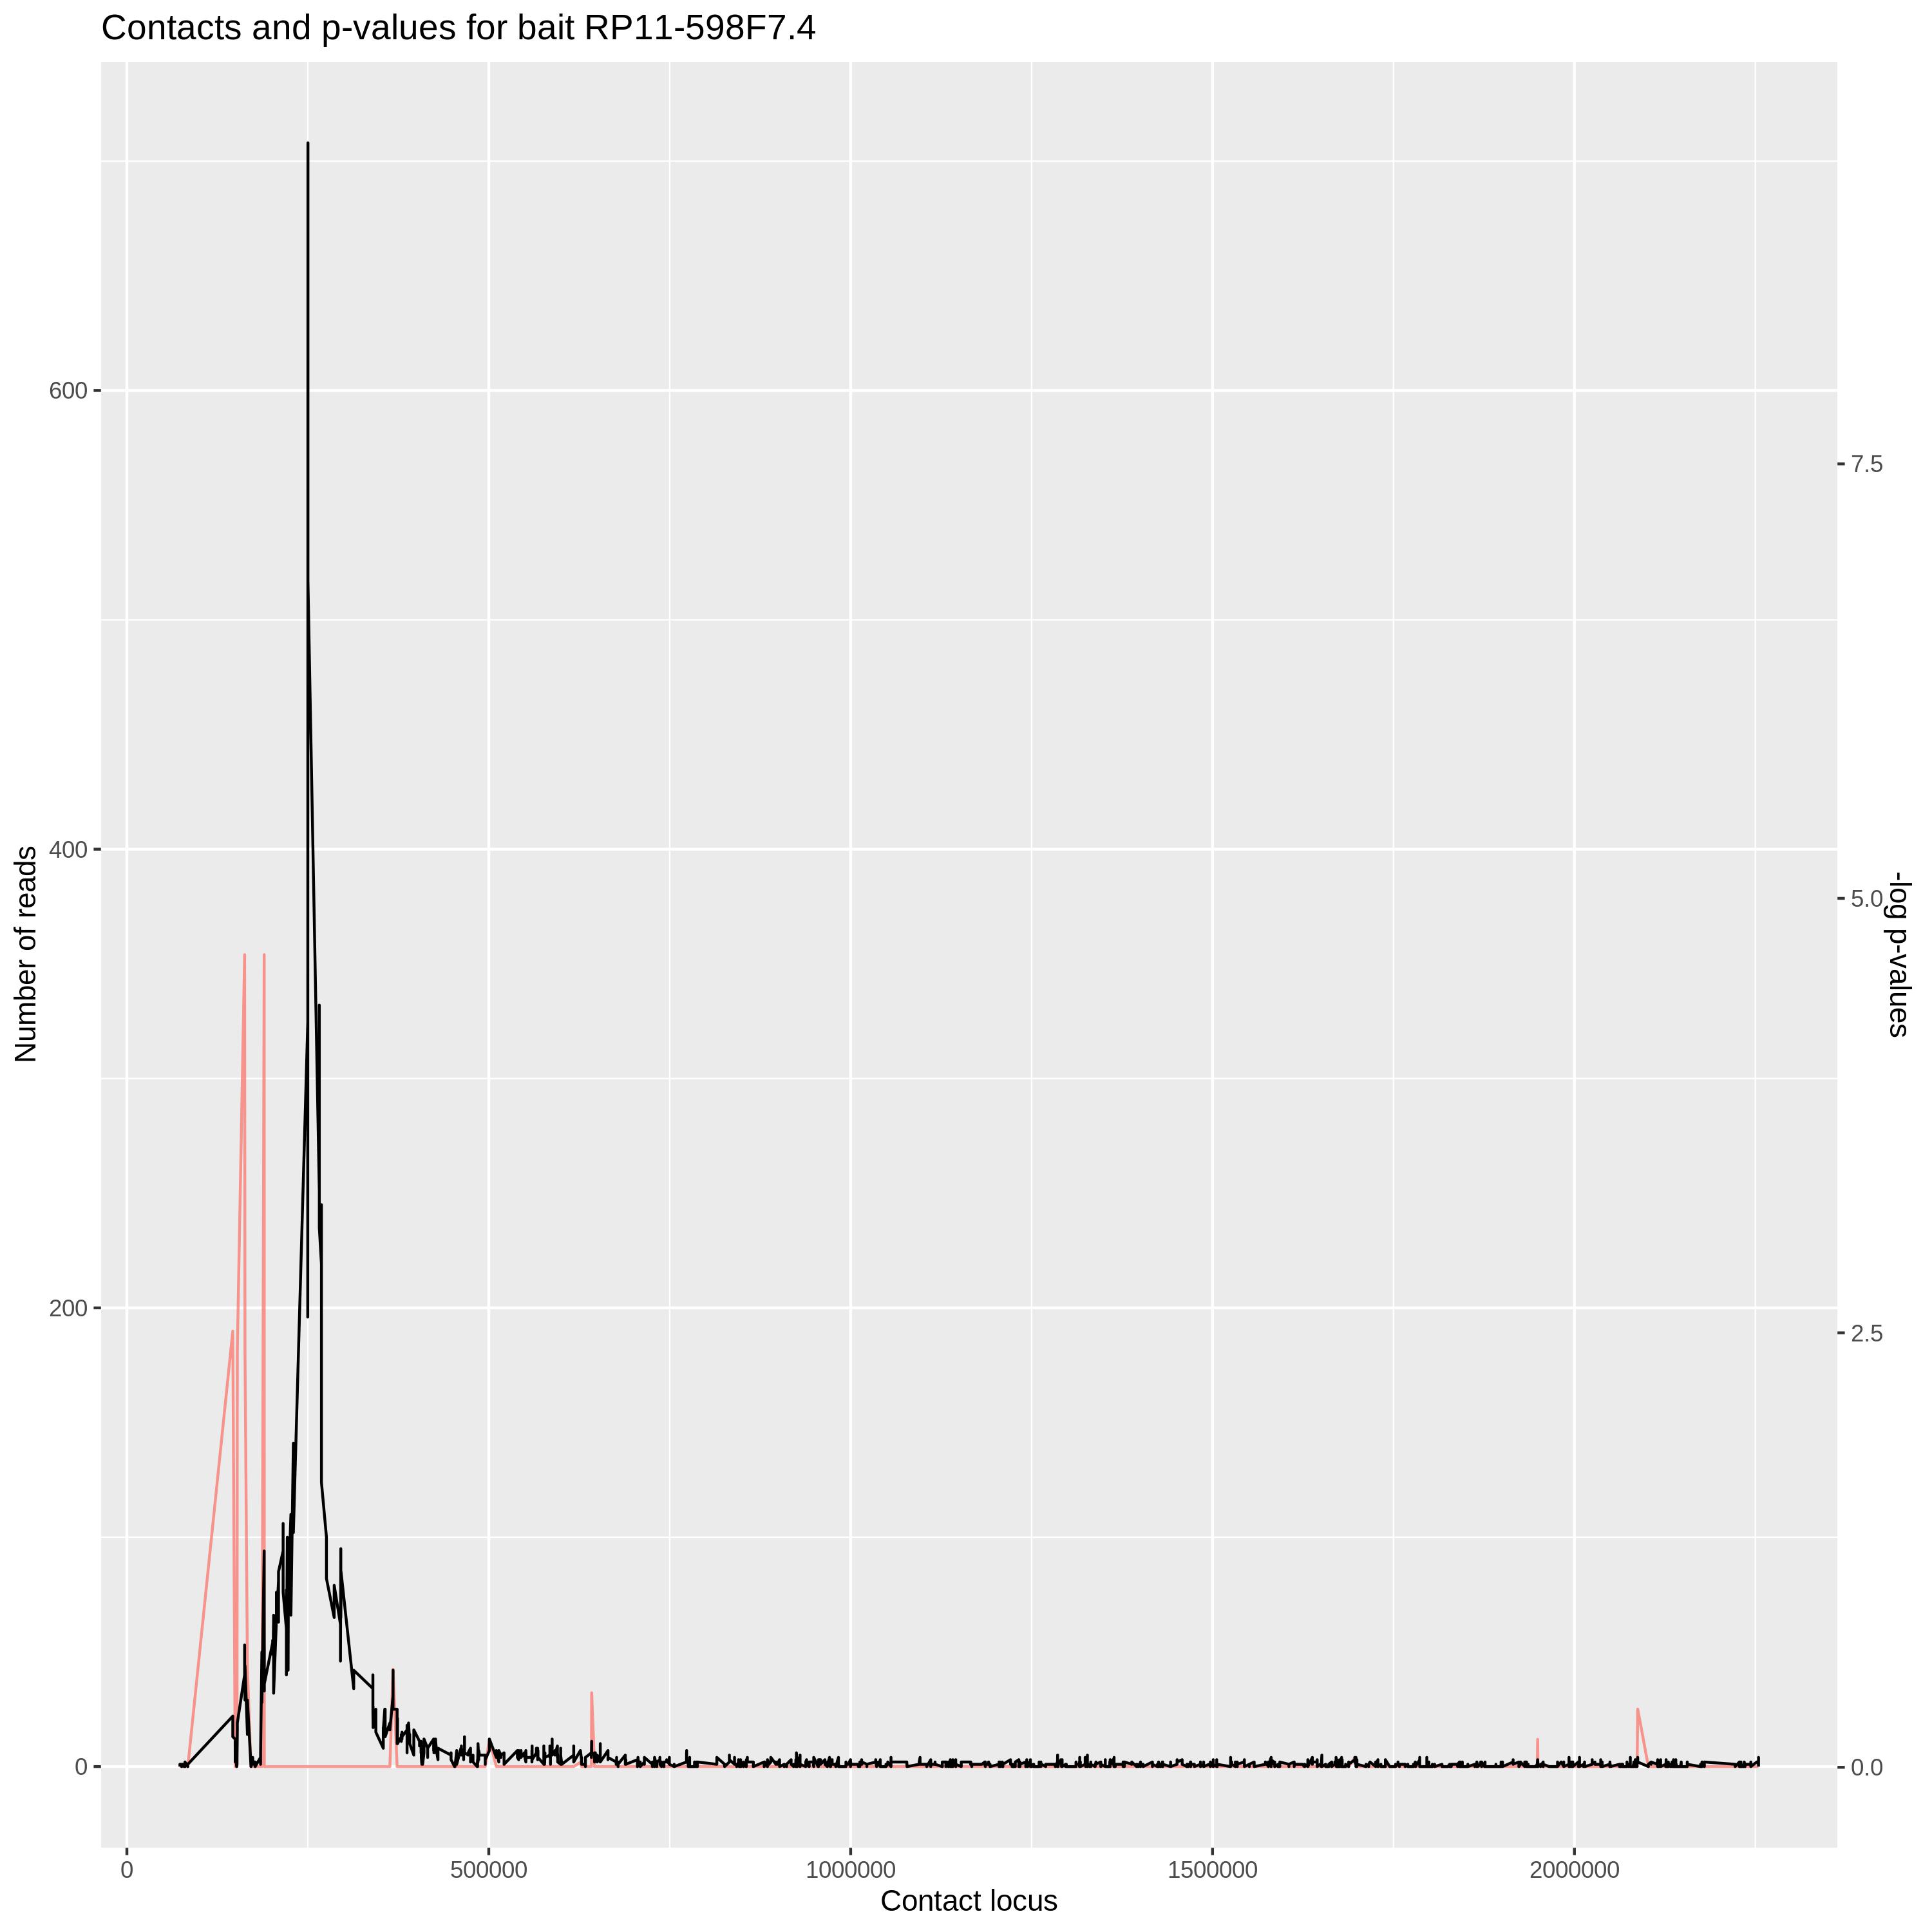 Contacts and p-values for bait RP11-598F7.4
600
400
200
0
Number of reads
7.5
5.0
2.5
0.0
-log p-values
0 500000 1000000 1500000 2000000
Contact locus